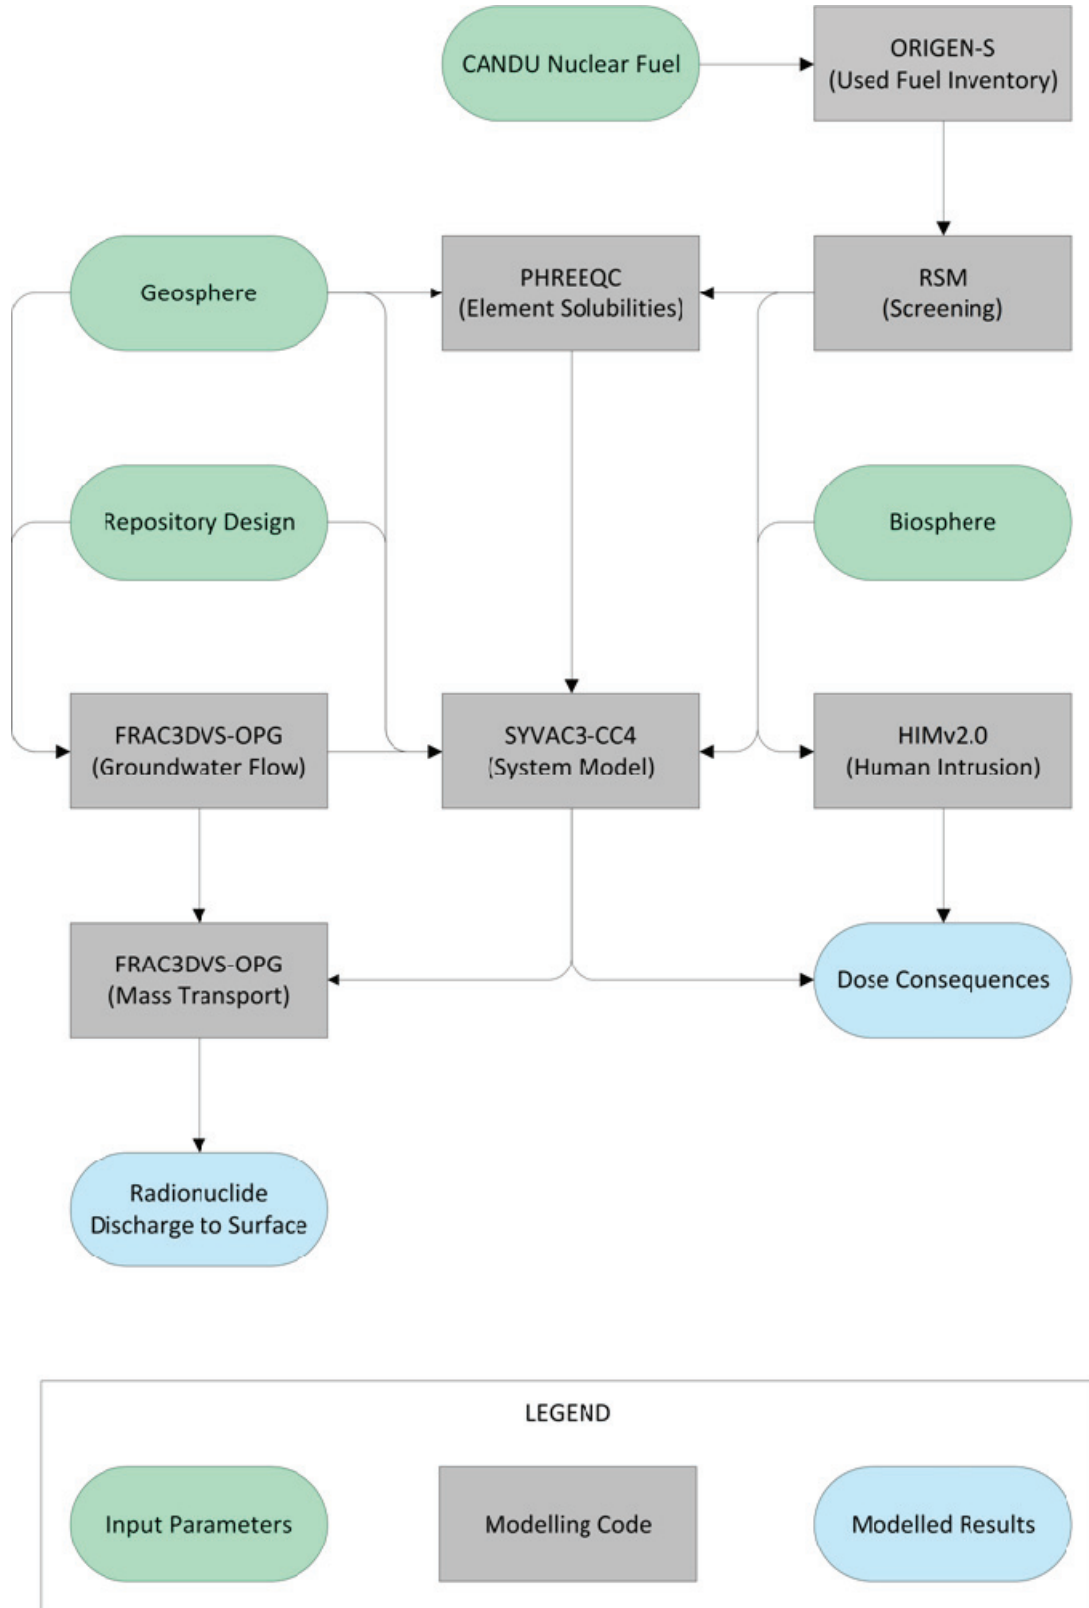 CANDU Nuclear Fuel
ORIGEN-S
(Used Fuel Inventory)
Geosphere
PHREEQC
(Element Solubilities)
RSM
(Screening)
Repository Design
Biosphere
FRAC3DVS-OPG
(Groundwater Flow)
SYVAC3-CC4
(System Model)
HIMv2.0
(Human Intrusion)
FRAC3DVS-OPG
(Mass Transport)
Dose Consequences
Radionuclide
Discharge to Surface
LEGEND
Input Parameters
Modelling Code
Modelled Results